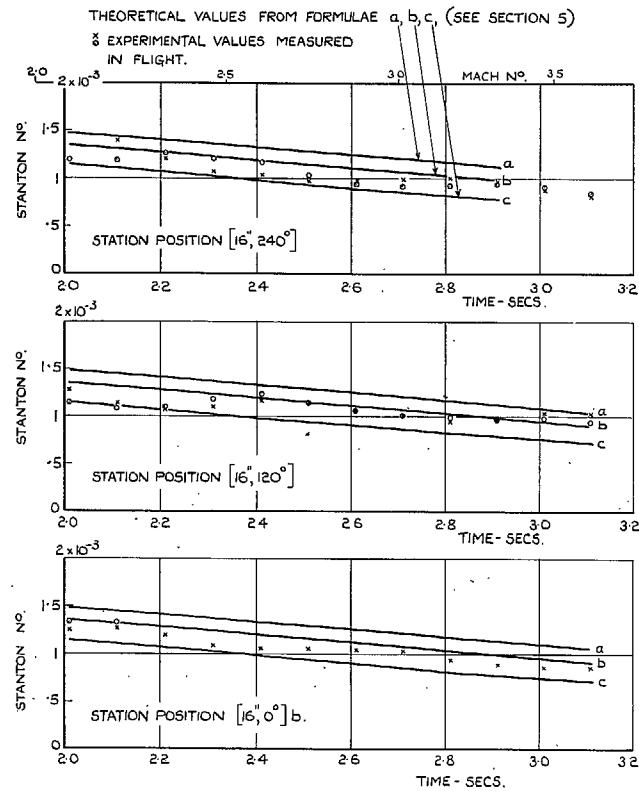 THEORETICAL VALUES FROM FORMULAE a, b, c, (SEE SECTION 5)
x o EXPERIMENTAL VALUES MEASURED
IN FLIGHT.
2·0 2·5 3·0 MACH Nº. 3·5
2×10⁻³
1·5
1
·5
0
STANTON Nº.
a
b
c
STATION POSITION [16", 240°]
2·0 2·2 2·4 2·6 2·8 3·0 3·2
TIME-SECS.
2×10⁻³
1·5
1
·5
0
STANTON Nº.
a
b
c
STATION POSITION [16", 120°]
2·0 2·2 2·4 2·6 2·8 3·0 3·2
TIME-SECS.
2×10⁻³
1·5
1
·5
0
STANTON Nº.
a
b
c
STATION POSITION [16", 0°] b.
2·0 2·2 2·4 2·6 2·8 3·0 3·2
TIME - SECS.